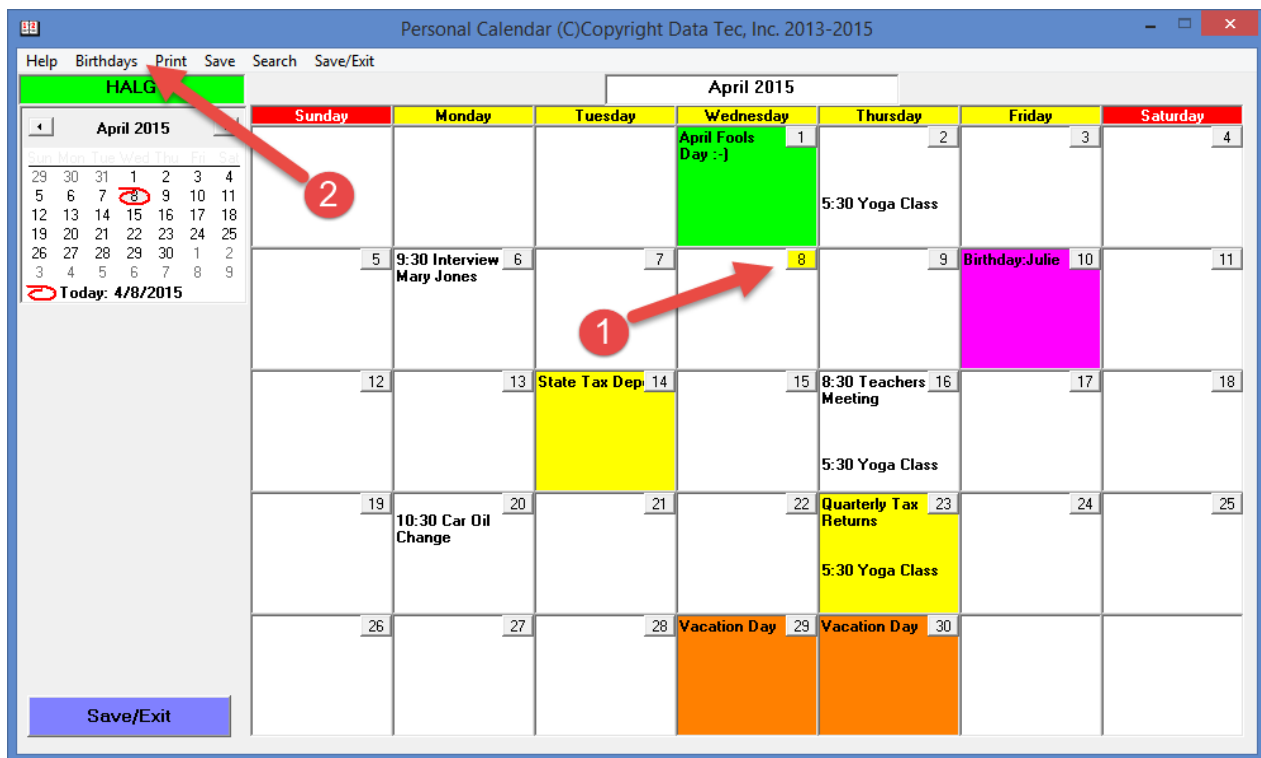 Personal Calendar (C)Copyright Data Tec, Inc. 2013-2015
Help Birthdays Print Save Search Save/Exit
HALG
April 2015
April 2015
Sun Mon Tue Wed Thu Fri Sat
29 30 31 1 2 3 4
5 6 7 8 9 10 11
12 13 14 15 16 17 18
19 20 21 22 23 24 25
26 27 28 29 30 1 2
3 4 5 6 7 8 9
Today: 4/8/2015
Save/Exit
Sunday Monday Tuesday Wednesday Thursday Friday Saturday
April Fools 1 2 3 4
Day :-)
5:30 Yoga Class
5 9:30 Interview 6 7 8 9 Birthday:Julie 10 11
Mary Jones
12 13 State Tax Dep 14 15 8:30 Teachers 16 17 18
Meeting
5:30 Yoga Class
19 20 21 22 Quarterly Tax 23 24 25
10:30 Car Oil Returns
Change
5:30 Yoga Class
26 27 28 Vacation Day 29 Vacation Day 30
1
2